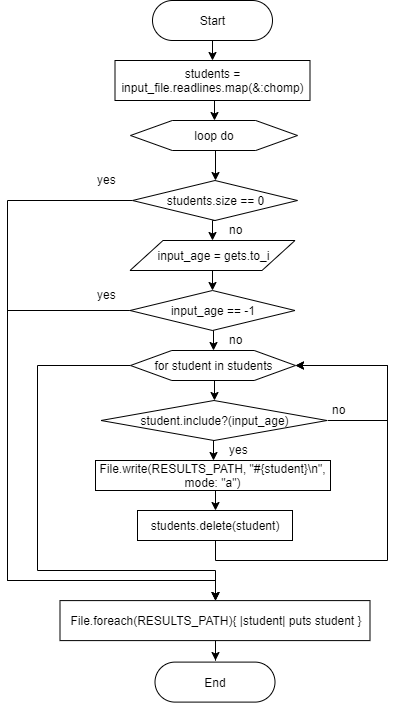 Start
students =
input_file.readlines.map(&:chomp)
loop do
yes
students.size == 0
no
input_age = gets.to_i
yes
input_age == -1
no
for student in students
no
student.include?(input_age)
yes
File.write(RESULTS_PATH, "#{student}\n",
mode: "a")
students.delete(student)
File.foreach(RESULTS_PATH){ |student| puts student }
End